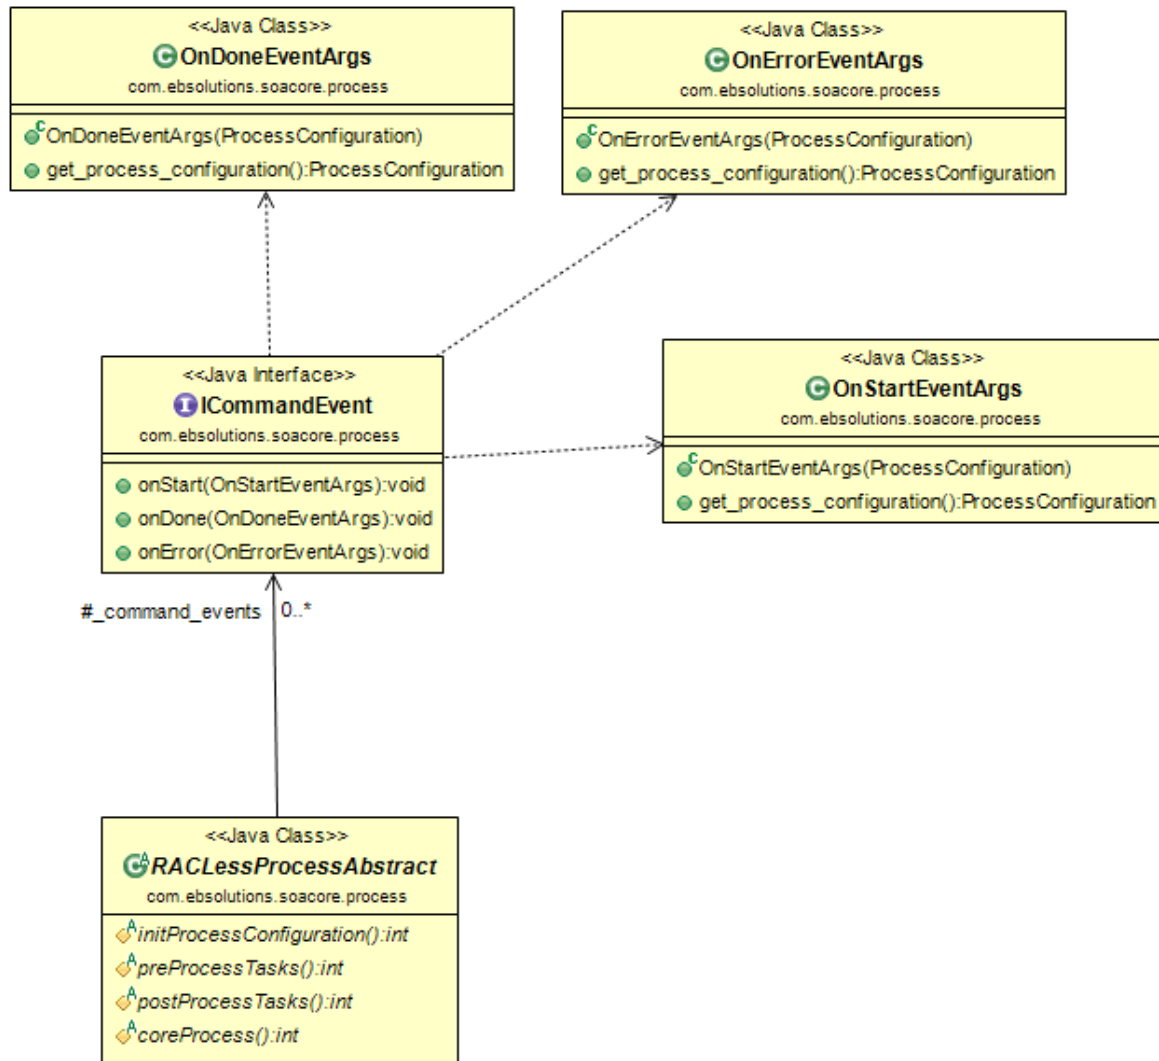 <<Java Class>>
OnDoneEventArgs
com.ebsolutions.soacore.process
OnDoneEventArgs(ProcessConfiguration)
get_process_configuration():ProcessConfiguration
<<Java Class>>
OnErrorEventArgs
com.ebsolutions.soacore.process
OnErrorEventArgs(ProcessConfiguration)
get_process_configuration():ProcessConfiguration
<<Java Interface>>
ICommandEvent
com.ebsolutions.soacore.process
onStart(OnStartEventArgs):void
onDone(OnDoneEventArgs):void
onError(OnErrorEventArgs):void
<<Java Class>>
OnStartEventArgs
com.ebsolutions.soacore.process
OnStartEventArgs(ProcessConfiguration)
get_process_configuration():ProcessConfiguration
#_command_events 0..*
<<Java Class>>
RACLessProcessAbstract
com.ebsolutions.soacore.process
initProcessConfiguration():int
preProcessTasks():int
postProcessTasks():int
coreProcess():int